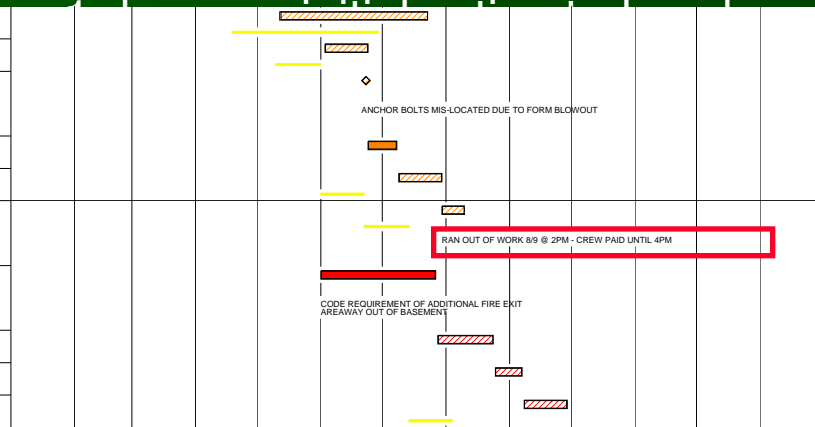 ANCHOR BOLTS MIS-LOCATED DUE TO FORM BLOWOUT
RAN OUT OF WORK 8/9 @ 2PM - CREW PAID UNTIL 4PM
CODE REQUIREMENT OF ADDITIONAL FIRE EXIT
AREAWAY OUT OF BASEMENT